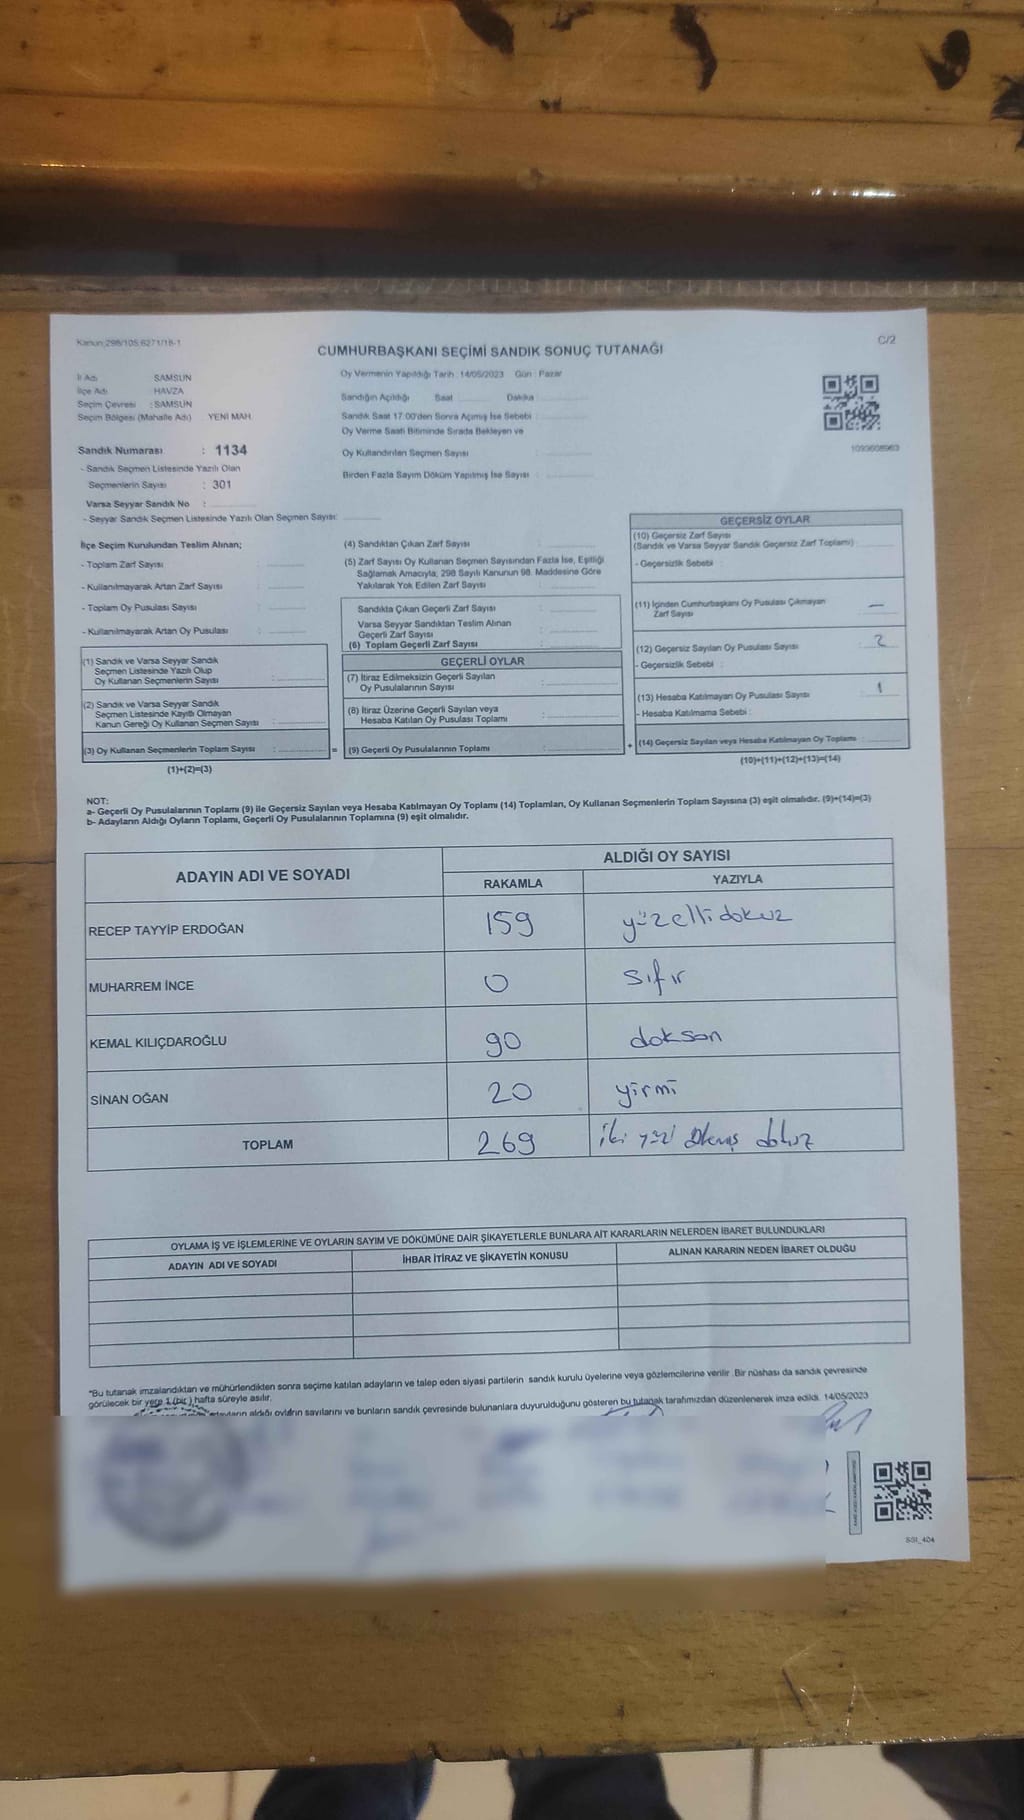 Kanun:298/105,6271/18-1
C/2
CUMHURBAŞKANI SEÇİMİ SANDIK SONUÇ TUTANAĞI
İl Adı : SAMSUN
İlçe Adı : HAVZA
Seçim Çevresi : SAMSUN
Seçim Bölgesi (Mahalle Adı) YENİ MAH.
Sandık Numarası : 1134
- Sandık Seçmen Listesinde Yazılı Olan
Seçmenlerin Sayısı : 301
Varsa Seyyar Sandık No :
- Seyyar Sandık Seçmen Listesinde Yazılı Olan Seçmen Sayısı:
Oy Vermenin Yapıldığı Tarih : 14/05/2023 Gün : Pazar
Sandığın Açıldığı Saat Dakika
Sandık Saat 17:00'den Sonra Açımış İse Sebebi :
Oy Verme Saati Bitiminde Sırada Bekleyen ve
Oy Kullandırılan Seçmen Sayısı :
Birden Fazla Sayım Döküm Yapılmış İse Sayısı :
İlçe Seçim Kurulundan Teslim Alınan;
- Toplam Zarf Sayısı :
- Kullanılmayarak Artan Zarf Sayısı :
- Toplam Oy Pusulası Sayısı :
- Kullanılmayarak Artan Oy Pusulası :
(1) Sandık ve Varsa Seyyar Sandık
Seçmen Listesinde Yazılı Olup
Oy Kullanan Seçmenlerin Sayısı :
(2) Sandık ve Varsa Seyyar Sandık
Seçmen Listesinde Kayıtlı Olmayan
Kanun Gereği Oy Kullanan Seçmen Sayısı :
(3) Oy Kullanan Seçmenlerin Toplam Sayısı :
(1)+(2)=(3)
=
(4) Sandıktan Çıkan Zarf Sayısı :
(5) Zarf Sayısı Oy Kullanan Seçmen Sayısından Fazla İse, Eşitliği
Sağlamak Amacıyla; 298 Sayılı Kanunun 98. Maddesine Göre
Yakılarak Yok Edilen Zarf Sayısı :
Sandıkta Çıkan Geçerli Zarf Sayısı :
Varsa Seyyar Sandıktan Teslim Alınan
Geçerli Zarf Sayısı :
(6) Toplam Geçerli Zarf Sayısı :
GEÇERLİ OYLAR
(7) İtiraz Edilmeksizin Geçerli Sayılan
Oy Pusulalarının Sayısı :
(8) İtiraz Üzerine Geçerli Sayılan veya
Hesaba Katılan Oy Pusulası Toplamı :
(9) Geçerli Oy Pusulalarının Toplamı :
+
GEÇERSİZ OYLAR
(10) Geçersiz Zarf Sayısı
(Sandık ve Varsa Seyyar Sandık Geçersiz Zarf Toplamı) :
- Geçersizlik Sebebi :
(11) İçinden Cumhurbaşkanı Oy Pusulası Çıkmayan
Zarf Sayısı : —
(12) Geçersiz Sayılan Oy Pusulası Sayısı : 2
- Geçersizlik Sebebi :
(13) Hesaba Katılmayan Oy Pusulası Sayısı : 1
- Hesaba Katılmama Sebebi :
(14) Geçersiz Sayılan veya Hesaba Katılmayan Oy Toplamı :
(10)+(11)+(12)+(13)=(14)
NOT:
a- Geçerli Oy Pusulalarının Toplamı (9) ile Geçersiz Sayılan veya Hesaba Katılmayan Oy Toplamı (14) Toplamları, Oy Kullanan Seçmenlerin Toplam Sayısına (3) eşit olmalıdır. (9)+(14)=(3)
b- Adayların Aldığı Oyların Toplamı, Geçerli Oy Pusulalarının Toplamına (9) eşit olmalıdır.
ADAYIN ADI VE SOYADI ALDIĞI OY SAYISI
RAKAMLA YAZIYLA
RECEP TAYYİP ERDOĞAN 159 yüzellidokuz
MUHARREM İNCE 0 sıfır
KEMAL KILIÇDAROĞLU 90 doksan
SİNAN OĞAN 20 yirmi
TOPLAM 269 iki yüz dokuz
OYLAMA İŞ VE İŞLEMLERİNE VE OYLARIN SAYIM VE DÖKÜMÜNE DAİR ŞİKAYETLERLE BUNLARA AİT KARARLARIN NELERDEN İBARET BULUNDUKLARI
ADAYIN ADI VE SOYADI İHBAR İTİRAZ VE ŞİKAYETİN KONUSU ALINAN KARARIN NEDEN İBARET OLDUĞU
*Bu tutanak imzalandıktan ve mühürlendikten sonra seçime katılan adayların ve talep eden siyasi partilerin sandık kurulu üyelerine veya gözlemcilerine verilir. Bir nüshası da sandık çevresinde
görülecek bir yere 1 (bir) hafta süreyle asılır.
aldığı oyların sayılarını ve bunların sandık çevresinde bulunanlara duyurulduğunu gösteren bu tutanak tarafımızdan düzenlenerek imza edildi. 14/05/2023
SSI_404